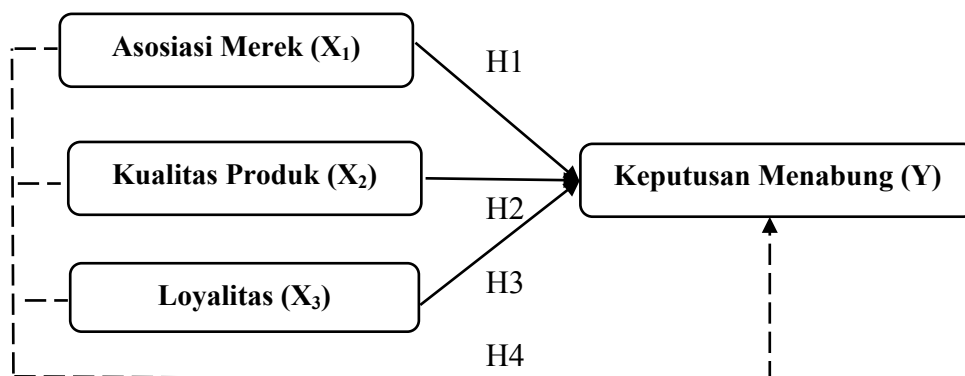 Asosiasi Merek (X₁)
H1
Kualitas Produk (X₂)
Keputusan Menabung (Y)
H2
Loyalitas (X₃)
H3
H4